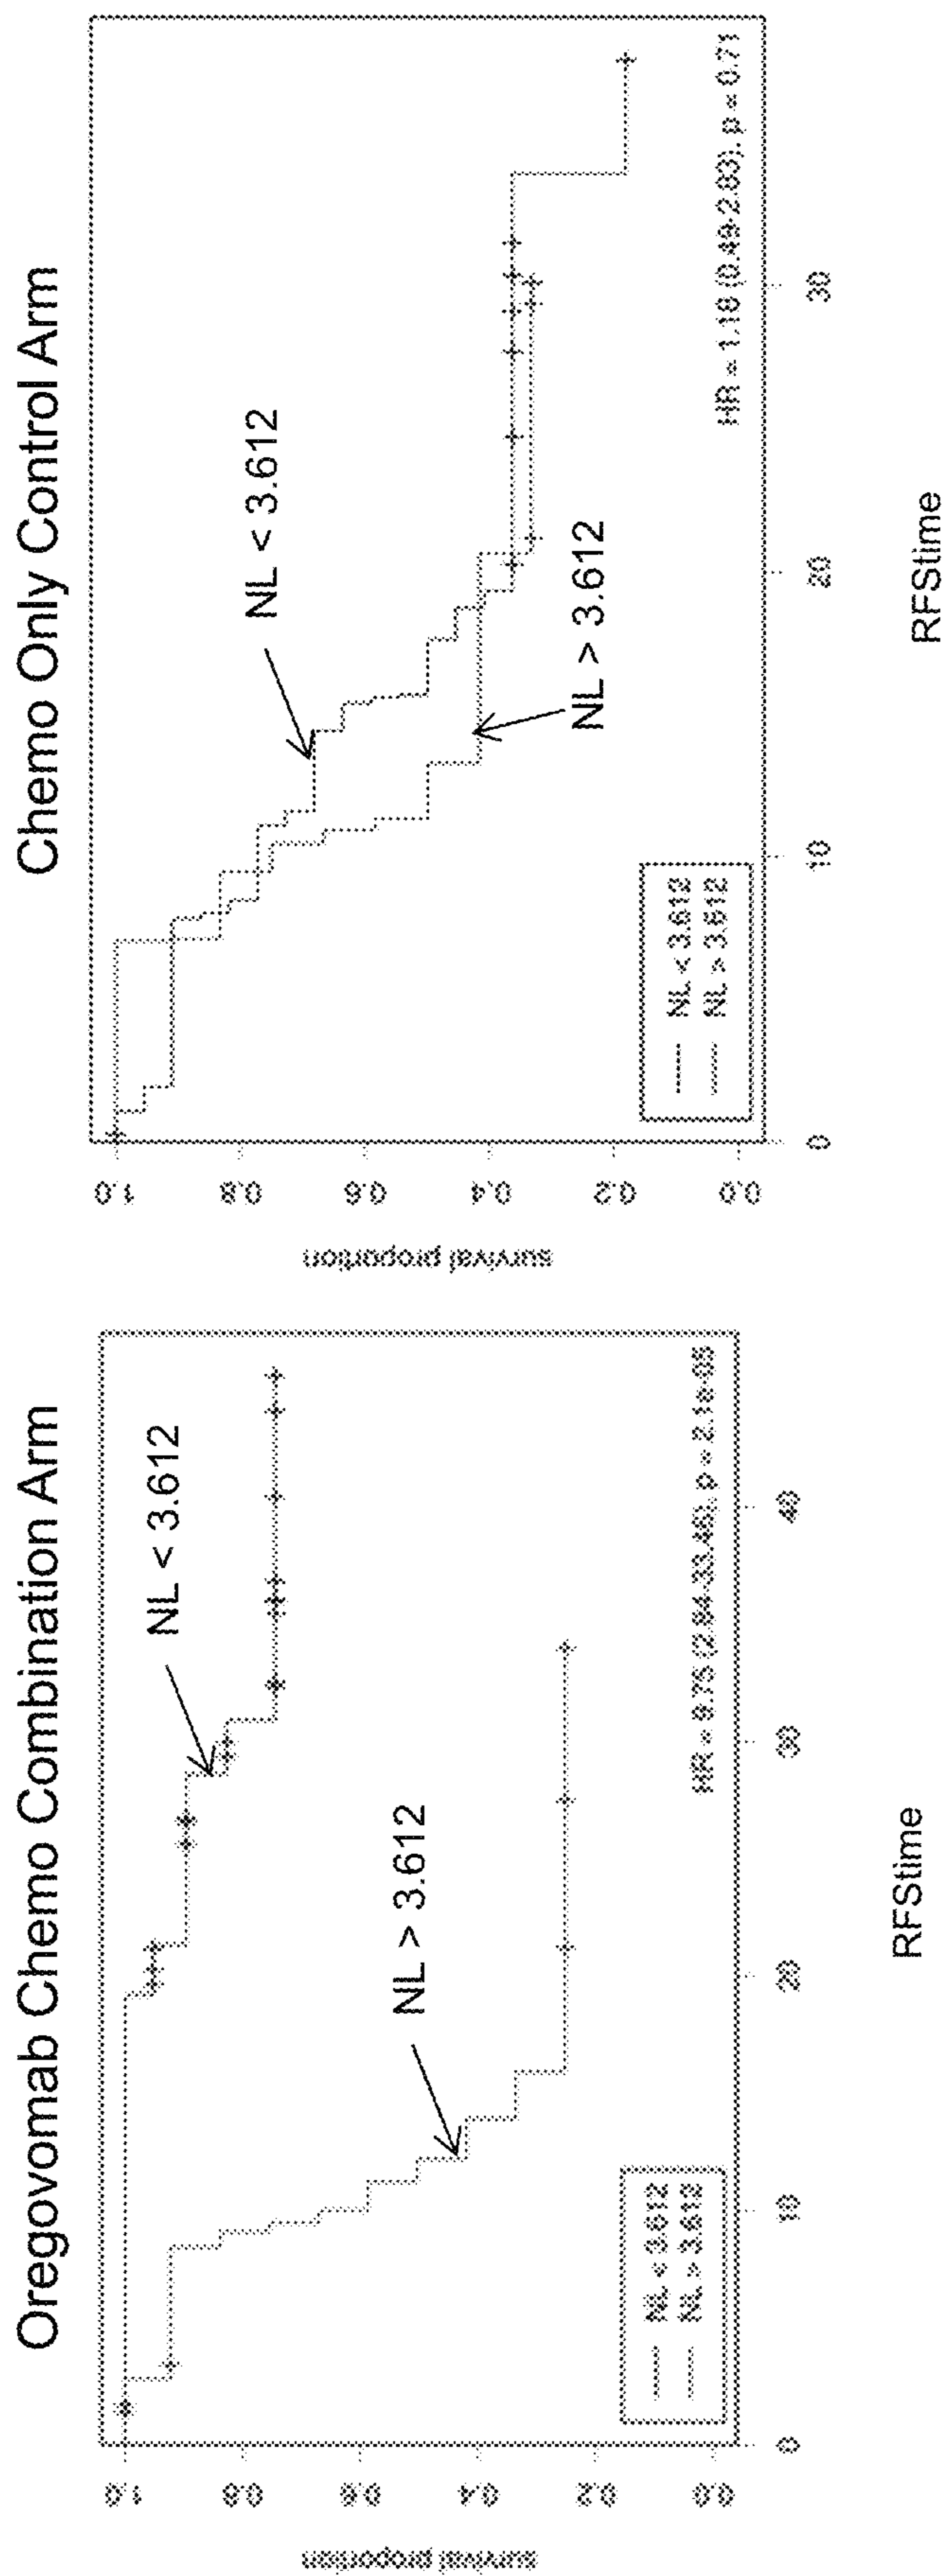 Oregovomab Chemo Combination Arm
survival proportion
1.0
0.8
0.6
0.4
0.2
0.0
NL < 3.612
NL > 3.612
NL < 3.612
NL > 3.612
HR = 9.75 (2.84-33.45), p = 2.1e-05
0
10
20
30
40
RFStime
Chemo Only Control Arm
survival proportion
1.0
0.8
0.6
0.4
0.2
0.0
NL < 3.612
NL > 3.612
NL < 3.612
NL > 3.612
HR = 1.18 (0.49-2.83), p = 0.71
0
10
20
30
RFStime